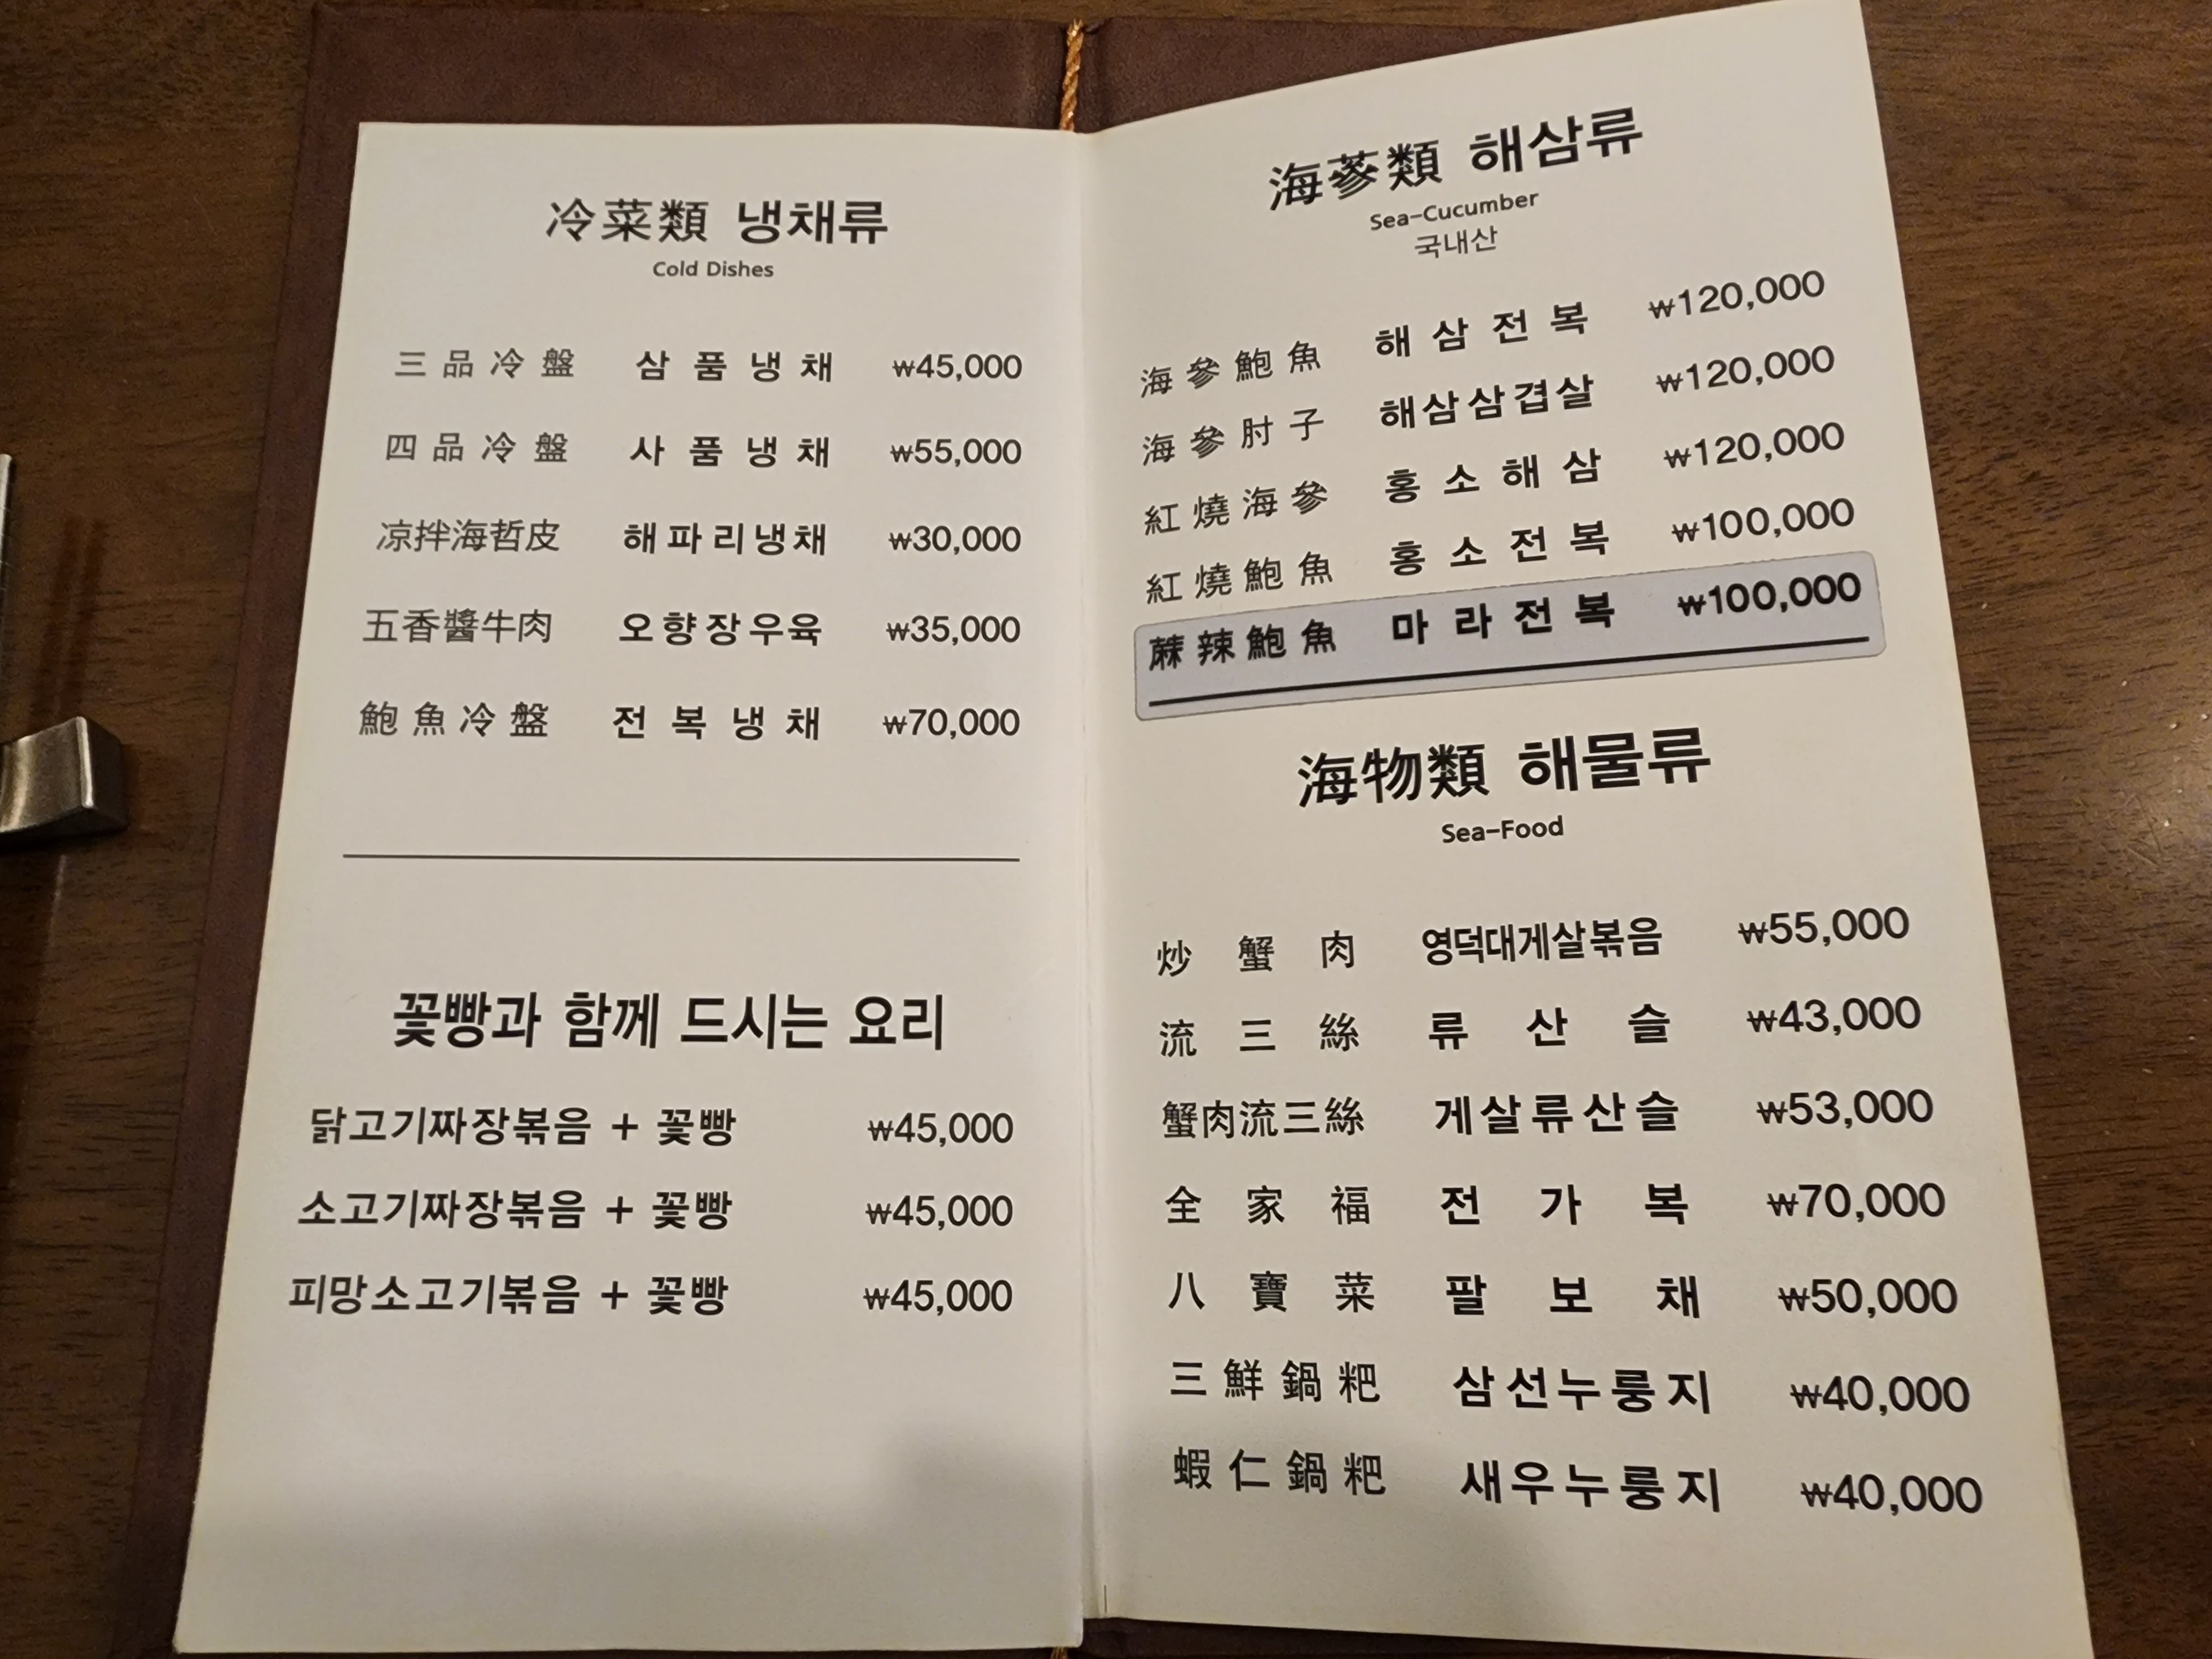 冷菜類 냉채류
Cold Dishes
三品冷盤 삼품냉채 ₩45,000
四品冷盤 사품냉채 ₩55,000
凉拌海哲皮 해파리냉채 ₩30,000
五香醬牛肉 오향장우육 ₩35,000
鮑魚冷盤 전복냉채 ₩70,000
꽃빵과 함께 드시는 요리
닭고기짜장볶음 + 꽃빵 ₩45,000
소고기짜장볶음 + 꽃빵 ₩45,000
피망소고기볶음 + 꽃빵 ₩45,000
海蔘類 해삼류
Sea-Cucumber
국내산
海參鮑魚 해삼전복 ₩120,000
海參肘子 해삼삼겹살 ₩120,000
紅燒海參 홍소해삼 ₩120,000
紅燒鮑魚 홍소전복 ₩100,000
蔴辣鮑魚 마라전복 ₩100,000
海物類 해물류
Sea-Food
炒蟹肉 영덕대게살볶음 ₩55,000
流三絲 류산슬 ₩43,000
蟹肉流三絲 게살류산슬 ₩53,000
全家福 전가복 ₩70,000
八寶菜 팔보채 ₩50,000
三鮮鍋粑 삼선누룽지 ₩40,000
蝦仁鍋粑 새우누룽지 ₩40,000